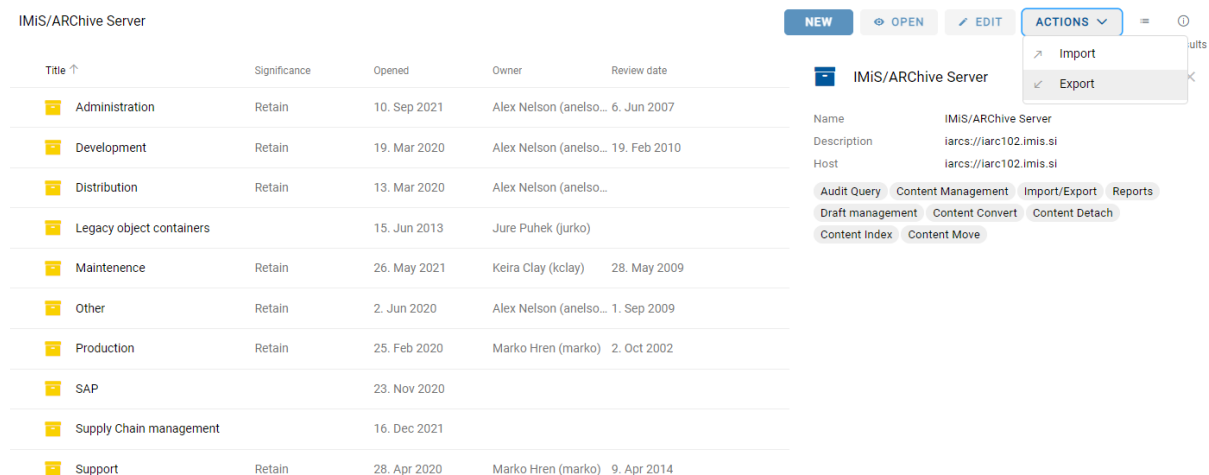 IMiS/ARChive Server
NEW OPEN EDIT ACTIONS
Import
Export
Title Significance Opened Owner Review date
Administration Retain 10. Sep 2021 Alex Nelson (anelso... 6. Jun 2007
Development Retain 19. Mar 2020 Alex Nelson (anelso... 19. Feb 2010
Distribution Retain 13. Mar 2020 Alex Nelson (anelso...
Legacy object containers 15. Jun 2013 Jure Puhek (jurko)
Maintenence Retain 26. May 2021 Keira Clay (kclay) 28. May 2009
Other Retain 2. Jun 2020 Alex Nelson (anelso... 1. Sep 2009
Production Retain 25. Feb 2020 Marko Hren (marko) 2. Oct 2002
SAP 23. Nov 2020
Supply Chain management 16. Dec 2021
Support Retain 28. Apr 2020 Marko Hren (marko) 9. Apr 2014
IMiS/ARChive Server
Name IMiS/ARChive Server
Description iarcs://iarc102.imis.si
Host iarcs://iarc102.imis.si
Audit Query Content Management Import/Export Reports
Draft management Content Convert Content Detach
Content Index Content Move